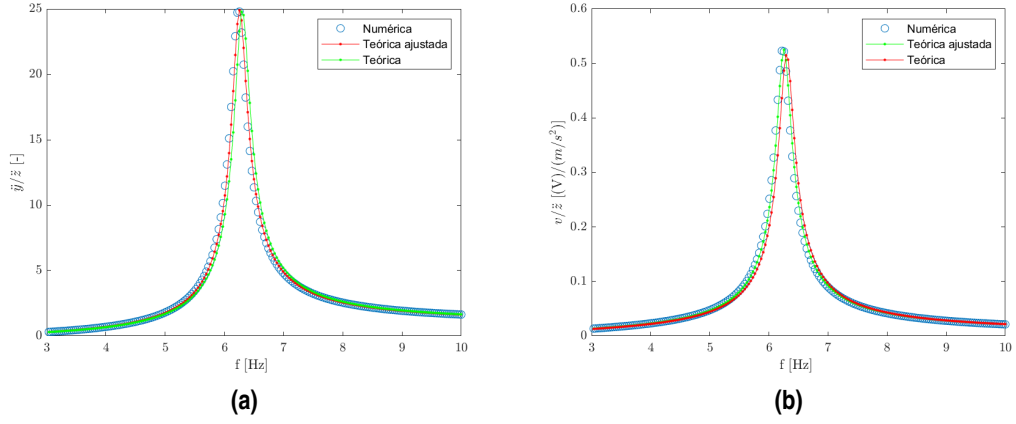 25
20
15
10
5
0
ÿ/z̈ [-]
3 4 5 6 7 8 9 10
f [Hz]
Numérica
Teórica ajustada
Teórica
(a)
0.6
0.5
0.4
0.3
0.2
0.1
0
v/z̈ [(V)/(m/s²)]
3 4 5 6 7 8 9 10
f [Hz]
Numérica
Teórica ajustada
Teórica
(b)